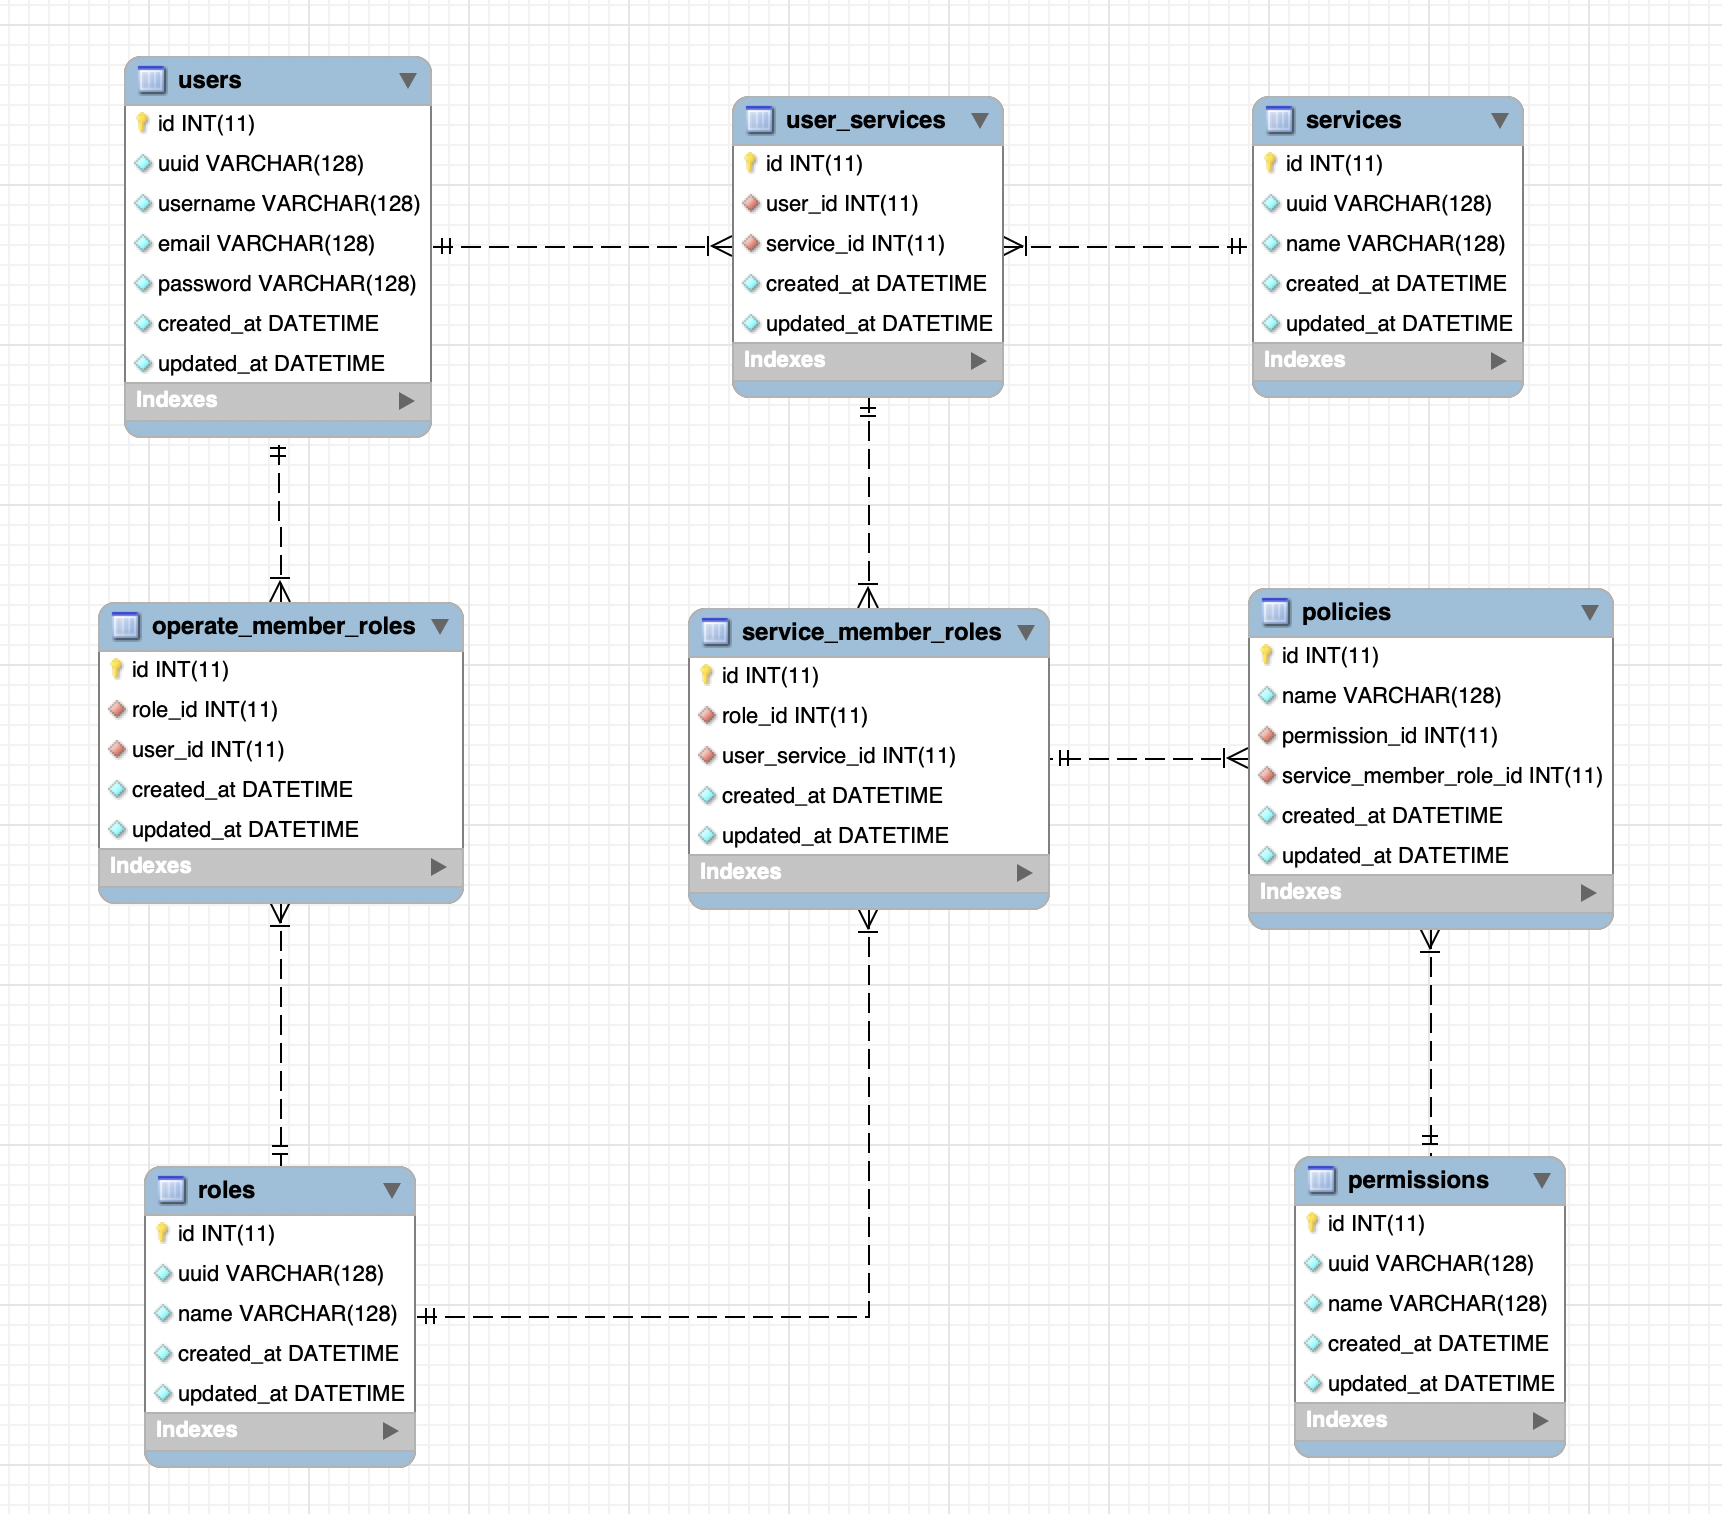 users
id INT(11)
uuid VARCHAR(128)
username VARCHAR(128)
email VARCHAR(128)
password VARCHAR(128)
created_at DATETIME
updated_at DATETIME
Indexes
user_services
id INT(11)
user_id INT(11)
service_id INT(11)
created_at DATETIME
updated_at DATETIME
Indexes
services
id INT(11)
uuid VARCHAR(128)
name VARCHAR(128)
created_at DATETIME
updated_at DATETIME
Indexes
operate_member_roles
id INT(11)
role_id INT(11)
user_id INT(11)
created_at DATETIME
updated_at DATETIME
Indexes
service_member_roles
id INT(11)
role_id INT(11)
user_service_id INT(11)
created_at DATETIME
updated_at DATETIME
Indexes
policies
id INT(11)
name VARCHAR(128)
permission_id INT(11)
service_member_role_id INT(11)
created_at DATETIME
updated_at DATETIME
Indexes
roles
id INT(11)
uuid VARCHAR(128)
name VARCHAR(128)
created_at DATETIME
updated_at DATETIME
Indexes
permissions
id INT(11)
uuid VARCHAR(128)
name VARCHAR(128)
created_at DATETIME
updated_at DATETIME
Indexes